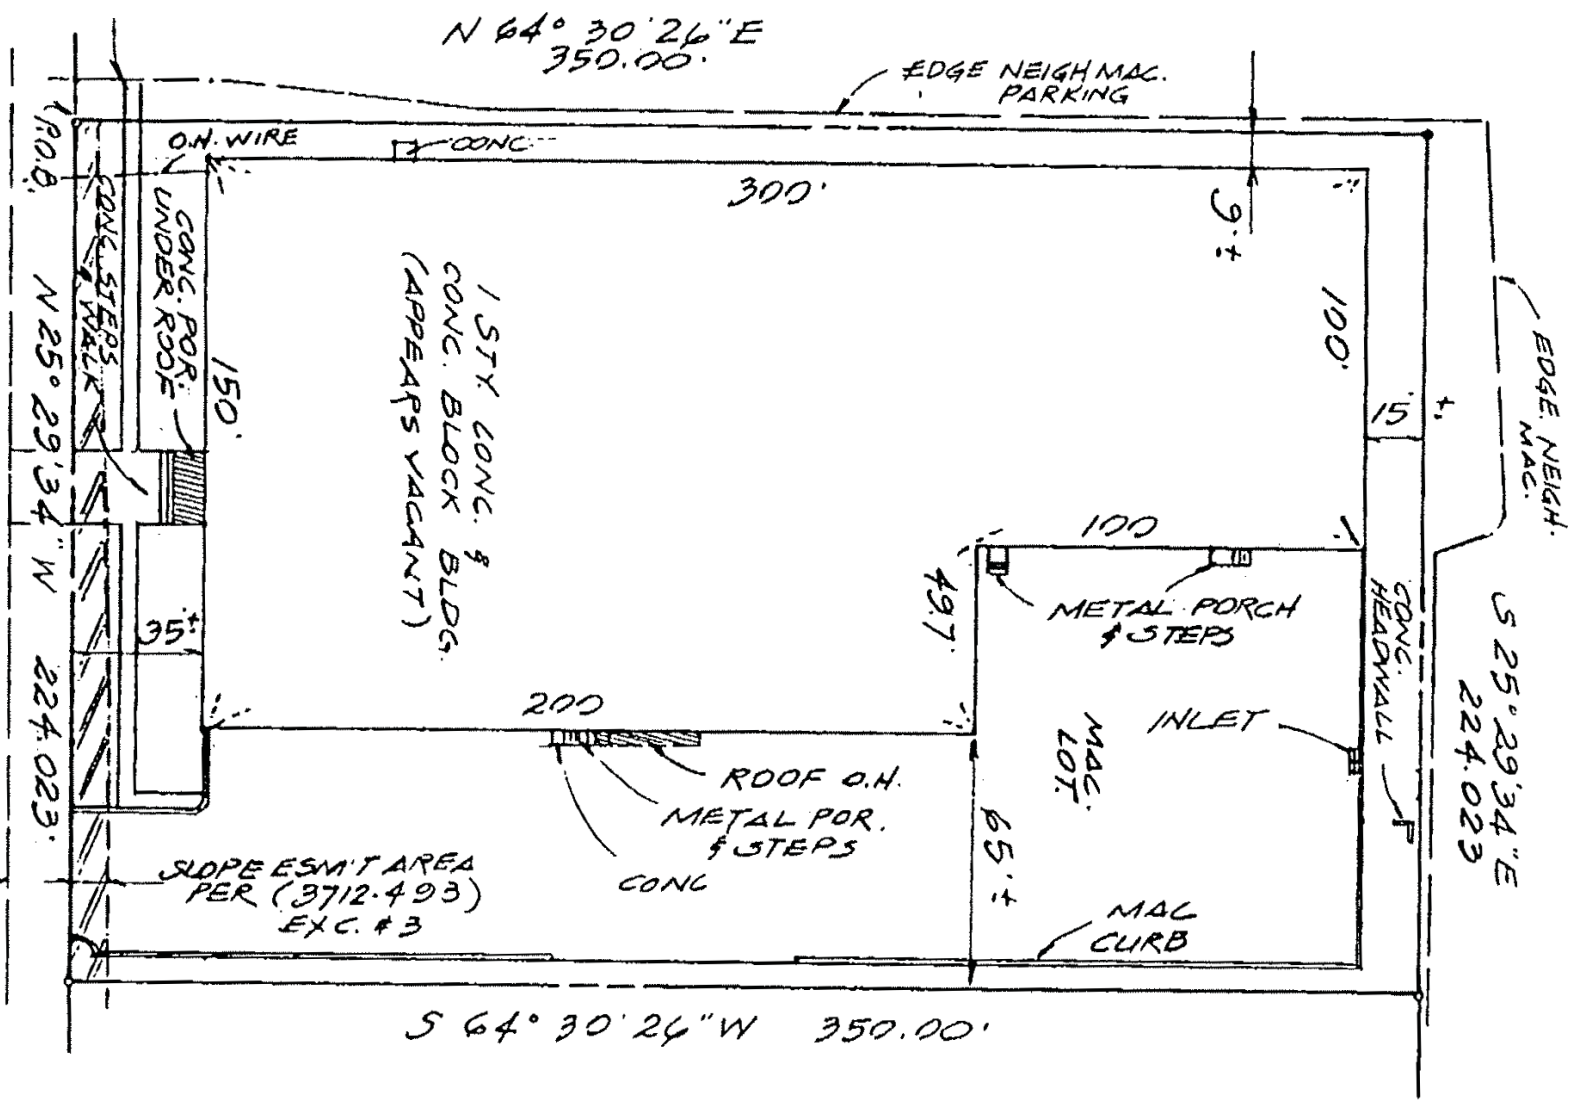 N 64° 30' 26" E
350.00'
EDGE NEIGH MAC.
PARKING
P.O.B.
O.H. WIRE
CONC.
300'
9'±
CONC. STEPS
& WALK
CONC. POR.
UNDER ROOF
150'
1 STY. CONC. &
CONC. BLOCK BLDG.
(APPEARS VACANT)
100'
15'±
EDGE NEIGH.
MAC.
N 25° 29' 34" W 224.023'
35'±
100
49.7'
METAL PORCH
& STEPS
CONC.
HEADWALL
S 25° 29' 34" E
224.023
200
MAC.
LOT.
INLET
ROOF O.H.
METAL POR.
& STEPS
CONC
65'±
SLOPE ESM'T AREA
PER (3712-493)
EXC. #3
MAC
CURB
S 64° 30' 26" W 350.00'